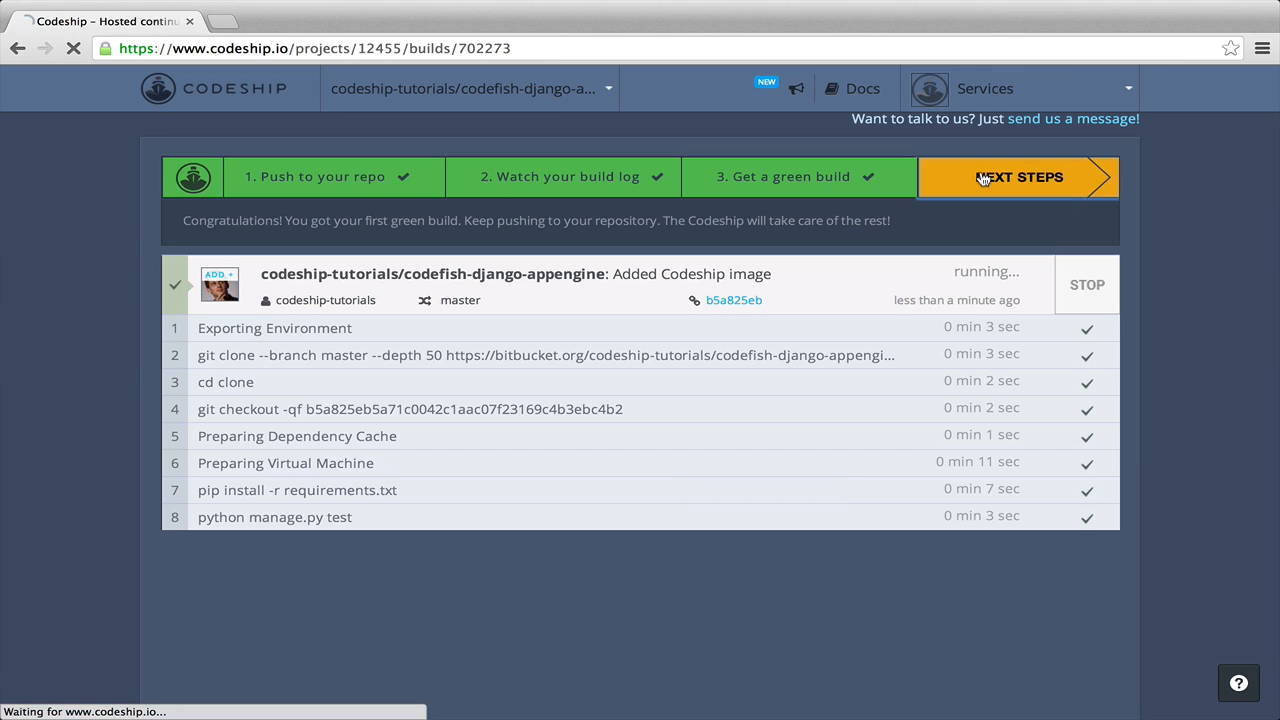 Codeship – Hosted continu
https://www.codeship.io/projects/12455/builds/702273
CODESHIP
codeship-tutorials/codefish-django-a...
NEW
Docs
Services
Want to talk to us? Just send us a message!
1. Push to your repo
2. Watch your build log
3. Get a green build
NEXT STEPS
Congratulations! You got your first green build. Keep pushing to your repository. The Codeship will take care of the rest!
ADD +
codeship-tutorials/codefish-django-appengine: Added Codeship image
running...
STOP
codeship-tutorials
master
b5a825eb
less than a minute ago
1 Exporting Environment 0 min 3 sec
2 git clone --branch master --depth 50 https://bitbucket.org/codeship-tutorials/codefish-django-appengi... 0 min 3 sec
3 cd clone 0 min 2 sec
4 git checkout -qf b5a825eb5a71c0042c1aac07f23169c4b3ebc4b2 0 min 2 sec
5 Preparing Dependency Cache 0 min 1 sec
6 Preparing Virtual Machine 0 min 11 sec
7 pip install -r requirements.txt 0 min 7 sec
8 python manage.py test 0 min 3 sec
?
Waiting for www.codeship.io...